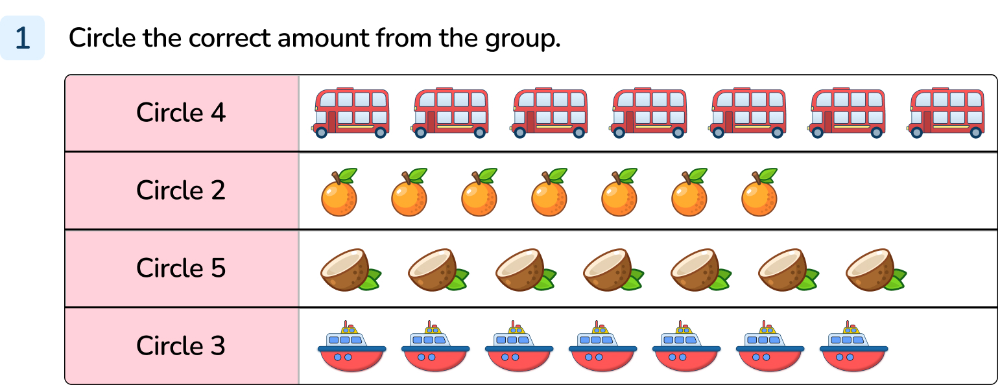 1
Circle the correct amount from the group.
Circle 4
Circle 2
Circle 5
Circle 3